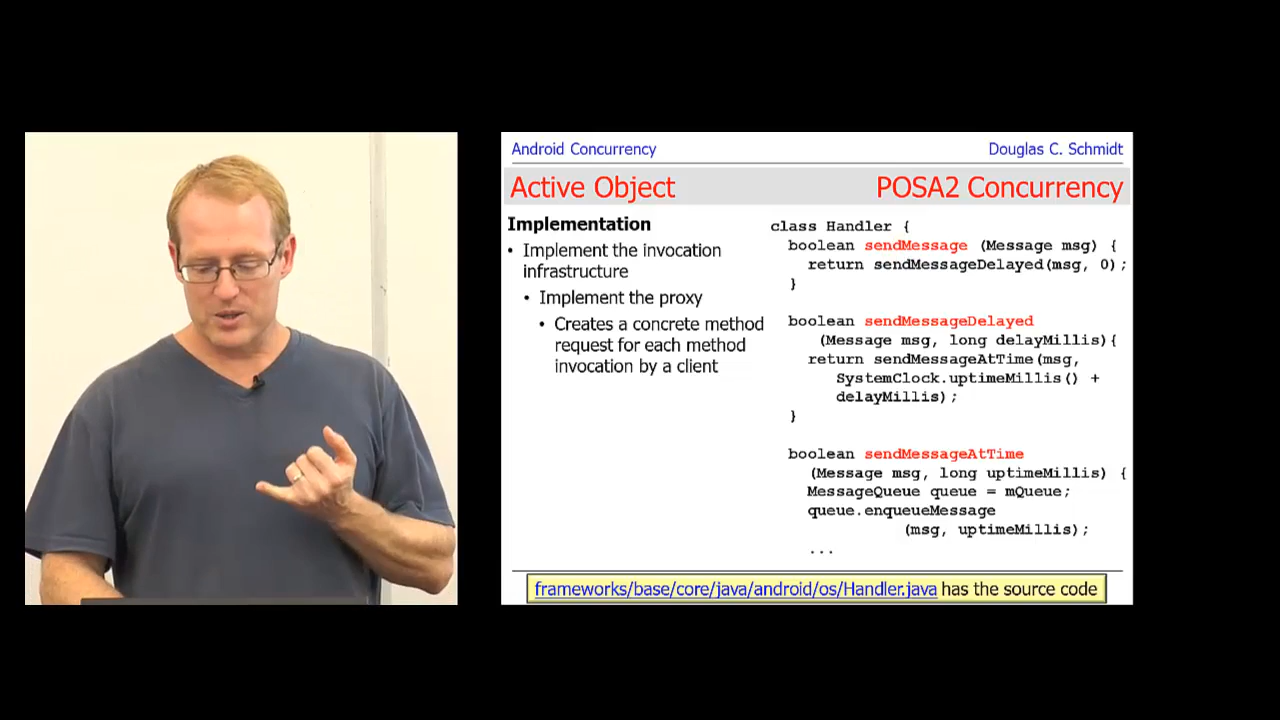 Android Concurrency
Douglas C. Schmidt
Active Object
POSA2 Concurrency
Implementation
• Implement the invocation
infrastructure
• Implement the proxy
• Creates a concrete method
request for each method
invocation by a client
class Handler {
boolean sendMessage (Message msg) {
return sendMessageDelayed(msg, 0);
}
boolean sendMessageDelayed
(Message msg, long delayMillis){
return sendMessageAtTime(msg,
SystemClock.uptimeMillis() +
delayMillis);
}
boolean sendMessageAtTime
(Message msg, long uptimeMillis) {
MessageQueue queue = mQueue;
queue.enqueueMessage
(msg, uptimeMillis);
...
frameworks/base/core/java/android/os/Handler.java has the source code